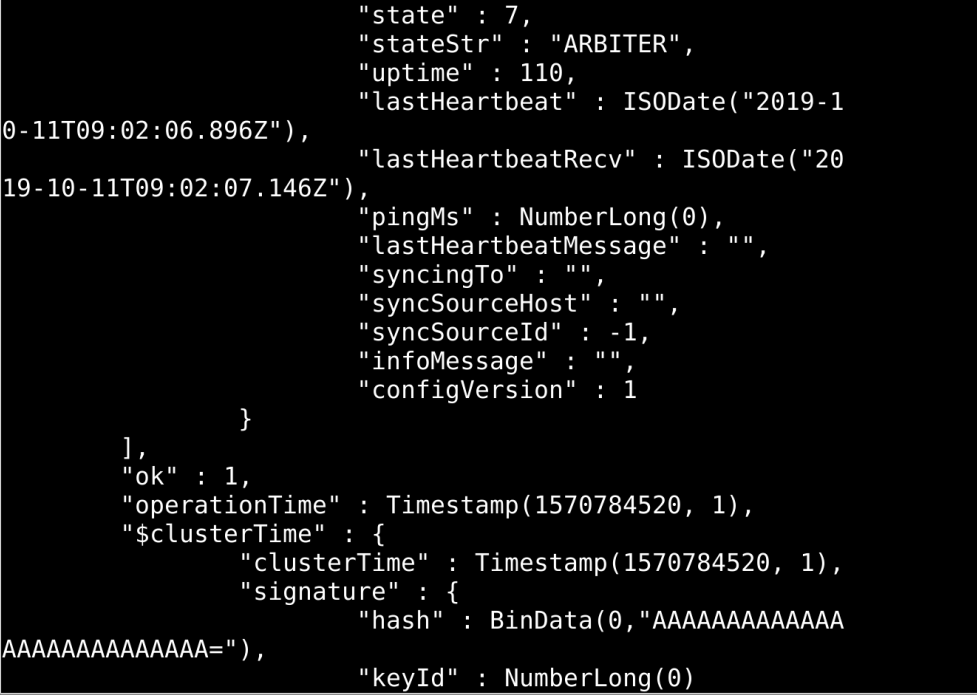 "state" : 7,
"stateStr" : "ARBITER",
"uptime" : 110,
"lastHeartbeat" : ISODate("2019-1
0-11T09:02:06.896Z"),
"lastHeartbeatRecv" : ISODate("20
19-10-11T09:02:07.146Z"),
"pingMs" : NumberLong(0),
"lastHeartbeatMessage" : "",
"syncingTo" : "",
"syncSourceHost" : "",
"syncSourceId" : -1,
"infoMessage" : "",
"configVersion" : 1
}
],
"ok" : 1,
"operationTime" : Timestamp(1570784520, 1),
"$clusterTime" : {
"clusterTime" : Timestamp(1570784520, 1),
"signature" : {
"hash" : BinData(0,"AAAAAAAAAAAAA
AAAAAAAAAAAAAA="),
"keyId" : NumberLong(0)